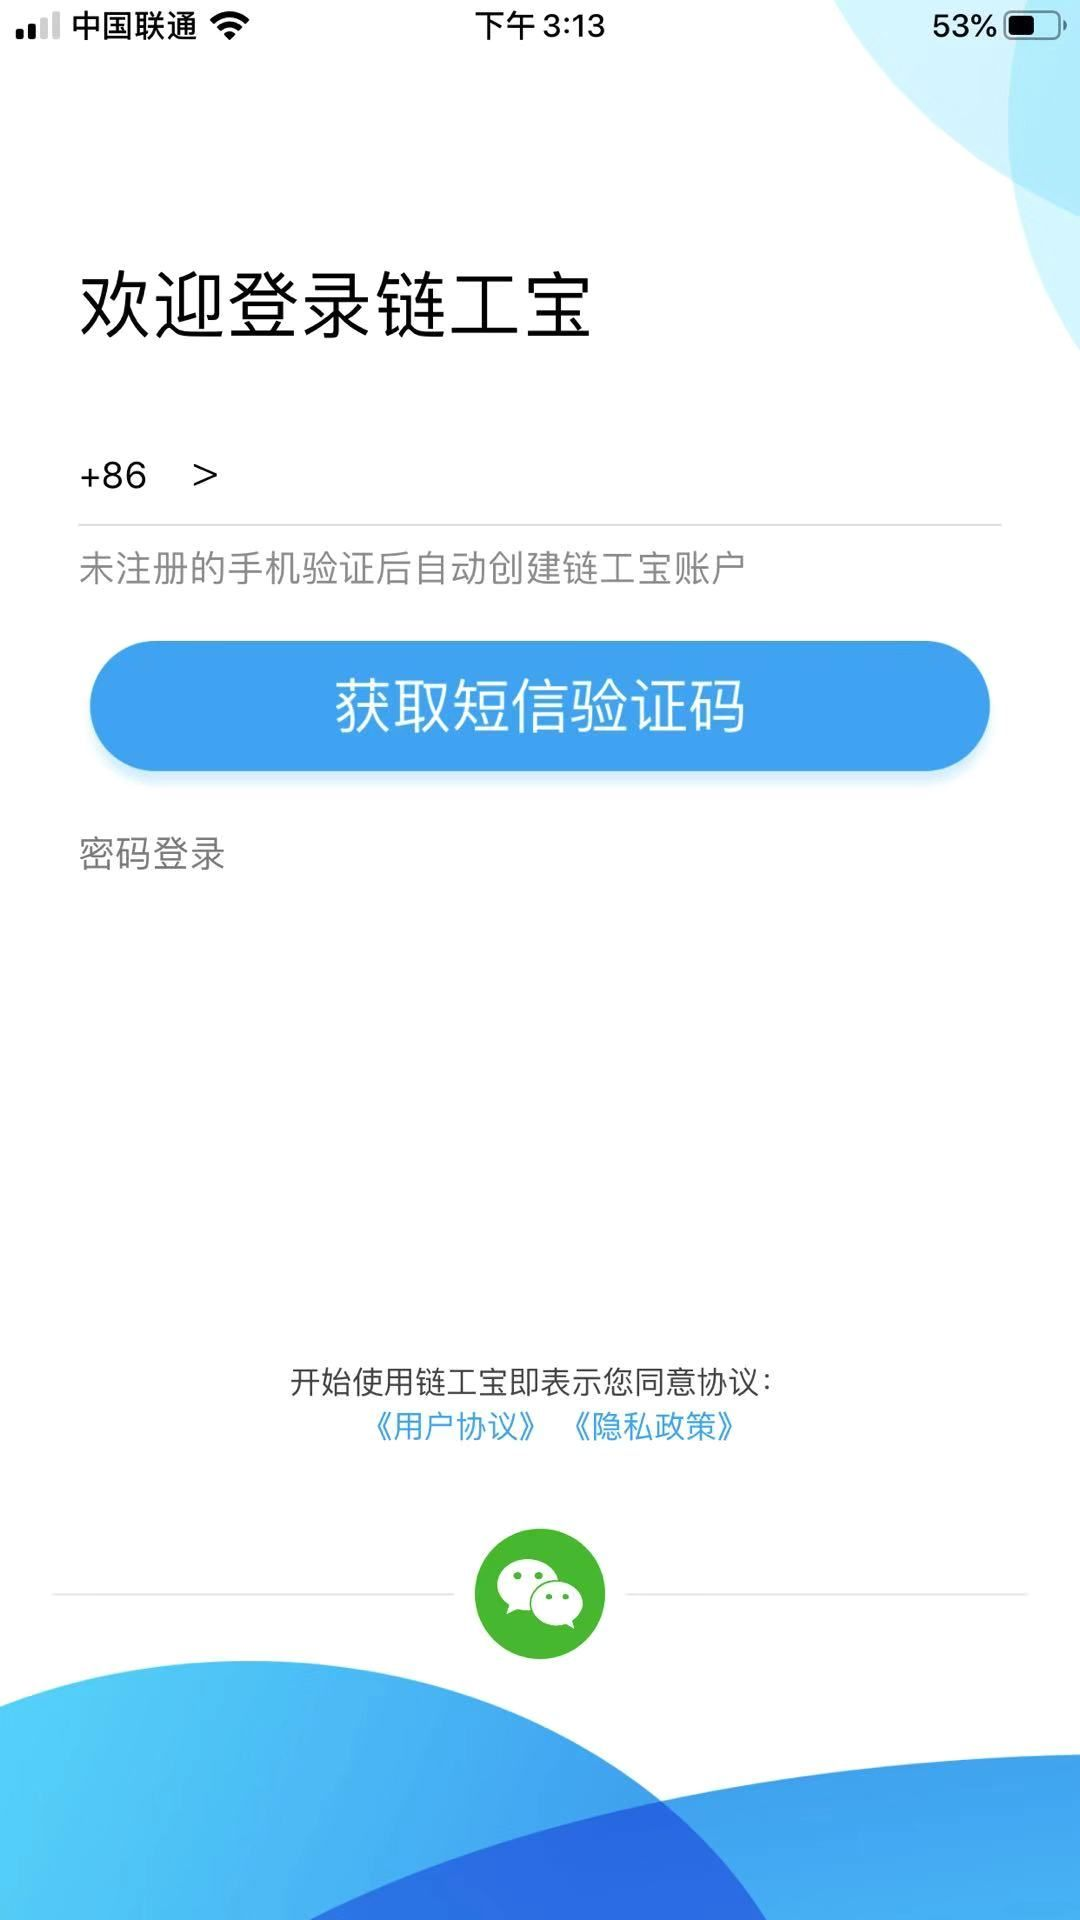 中国联通 下午3:13 53%
欢迎登录链工宝
+86 >
未注册的手机验证后自动创建链工宝账户
获取短信验证码
密码登录
开始使用链工宝即表示您同意协议：
《用户协议》 《隐私政策》